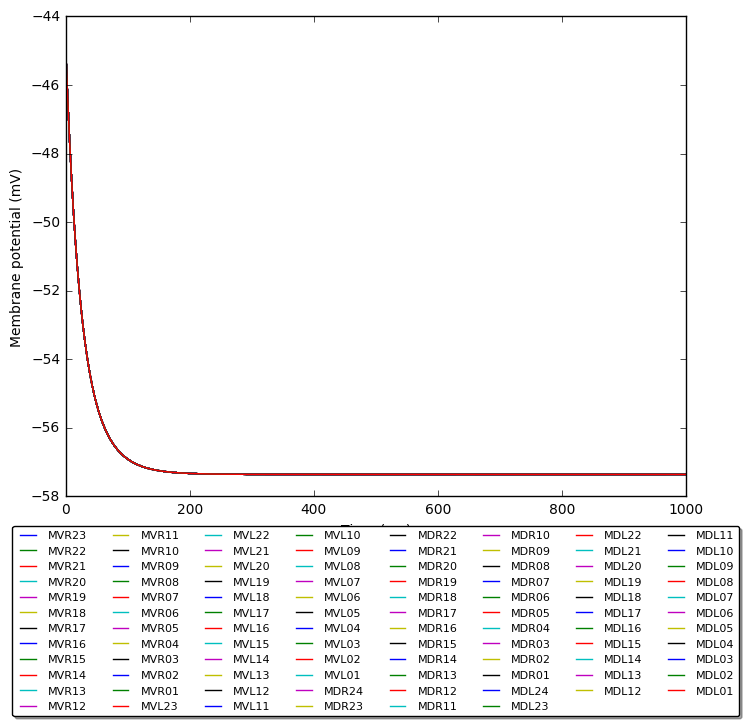 −44
−46
−48
−50
−52
−54
−56
−58
Membrane potential (mV)
0 200 400 600 800 1000
MVR23 MVR11 MVL22 MVL10 MDR22 MDR10 MDL22 MDL11
MVR22 MVR10 MVL21 MVL09 MDR21 MDR09 MDL21 MDL10
MVR21 MVR09 MVL20 MVL08 MDR20 MDR08 MDL20 MDL09
MVR20 MVR08 MVL19 MVL07 MDR19 MDR07 MDL19 MDL08
MVR19 MVR07 MVL18 MVL06 MDR18 MDR06 MDL18 MDL07
MVR18 MVR06 MVL17 MVL05 MDR17 MDR05 MDL17 MDL06
MVR17 MVR05 MVL16 MVL04 MDR16 MDR04 MDL16 MDL05
MVR16 MVR04 MVL15 MVL03 MDR15 MDR03 MDL15 MDL04
MVR15 MVR03 MVL14 MVL02 MDR14 MDR02 MDL14 MDL03
MVR14 MVR02 MVL13 MVL01 MDR13 MDR01 MDL13 MDL02
MVR13 MVR01 MVL12 MDR24 MDR12 MDL24 MDL12 MDL01
MVR12 MVL23 MVL11 MDR23 MDR11 MDL23